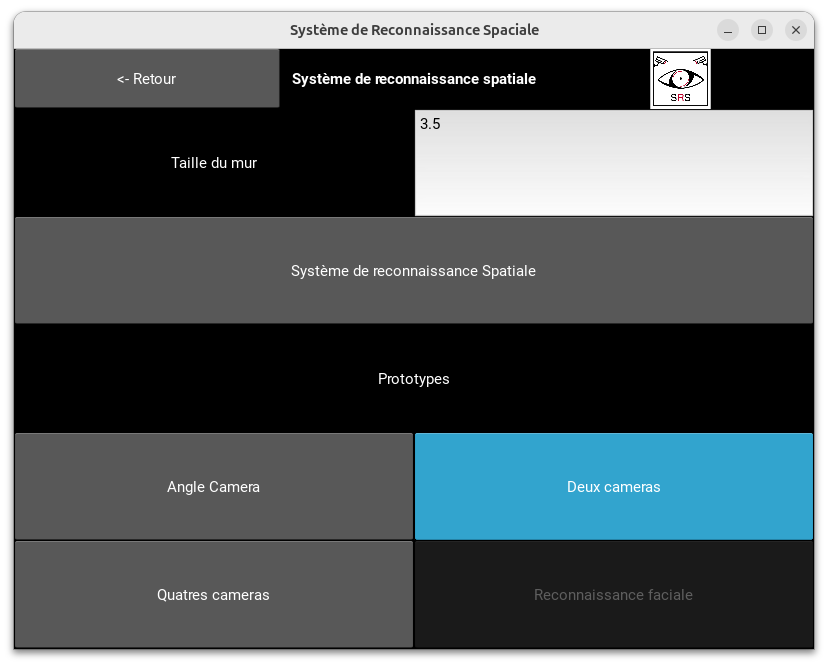 Système de Reconnaissance Spaciale
<- Retour
Système de reconnaissance spatiale
SRS
Taille du mur
3.5
Système de reconnaissance Spatiale
Prototypes
Angle Camera
Deux cameras
Quatres cameras
Reconnaissance faciale